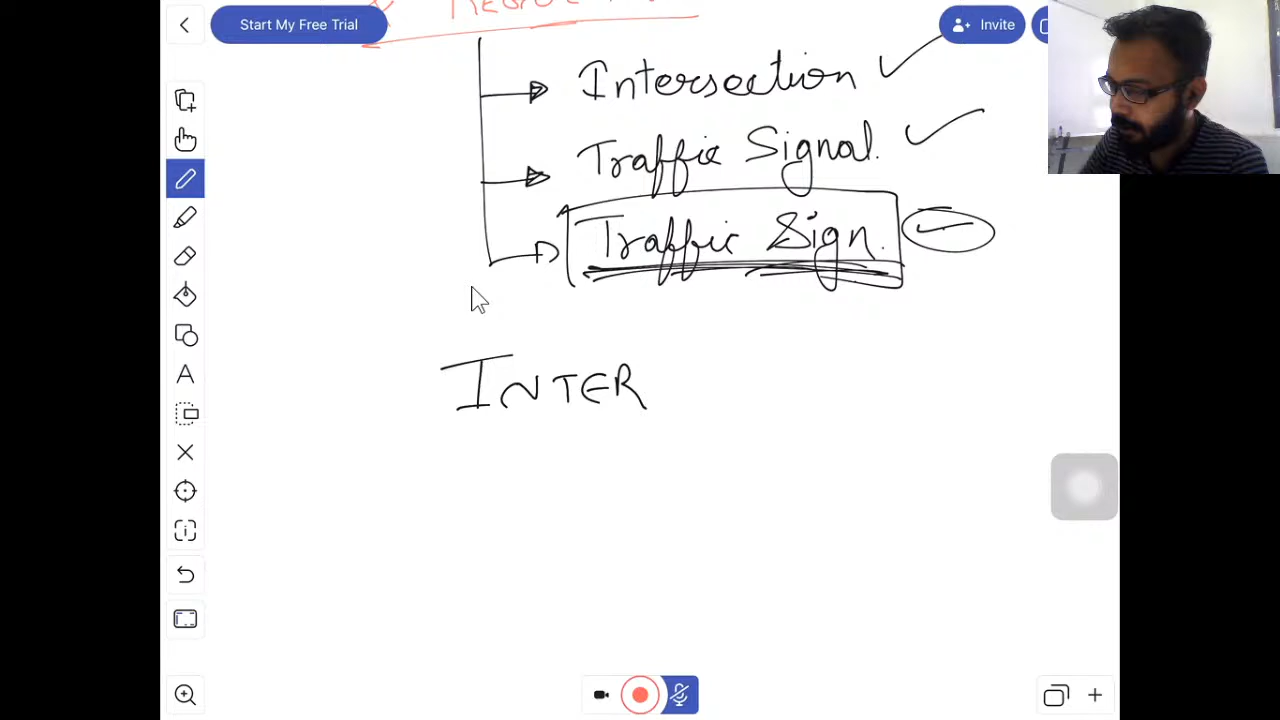 Start My Free Trial
Invite
Intersection
Traffic Signal.
Traffic Sign.
INTER